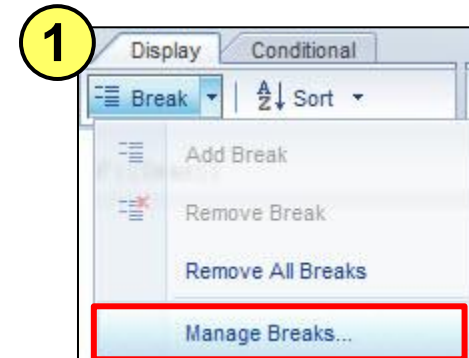 1
Display Conditional
Break Sort
Add Break
Remove Break
Remove All Breaks
Manage Breaks...